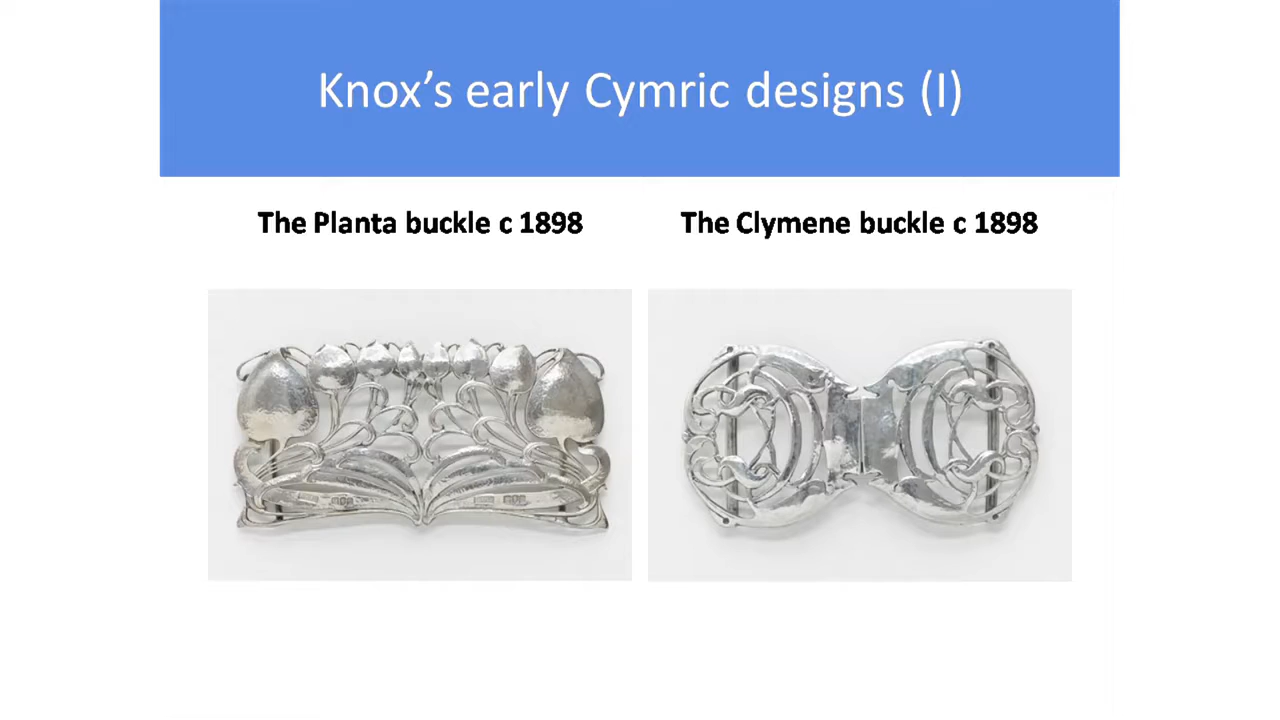 Knox’s early Cymric designs (I)
The Planta buckle c 1898
The Clymene buckle c 1898